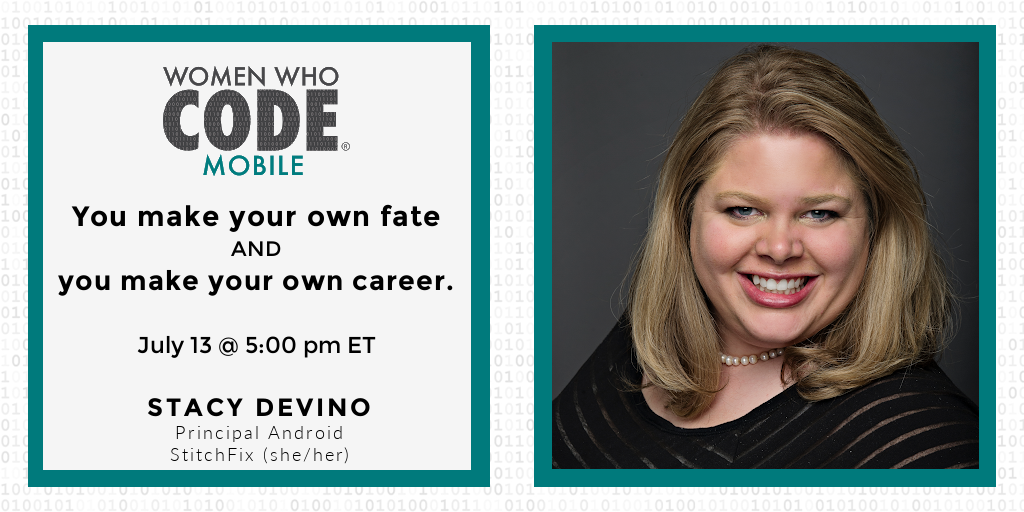 WOMEN WHO
CODE®
MOBILE
You make your own fate
AND
you make your own career.
July 13 @ 5:00 pm ET
STACY DEVINO
Principal Android
StitchFix (she/her)